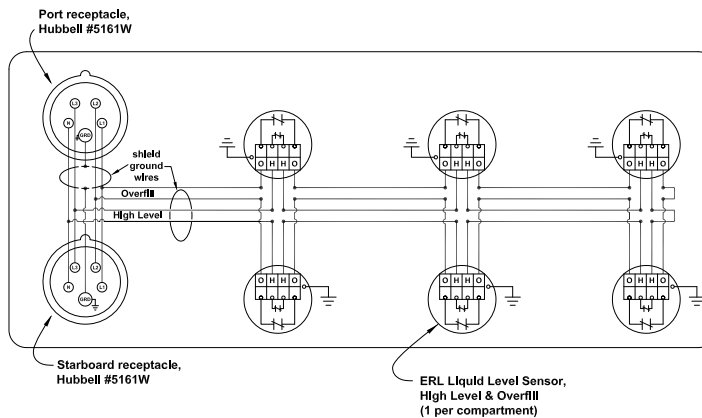 Port receptacle,
Hubbell #5161W
L3 L2
N L1
GRD
shield
ground
wires
Overfill
High Level
L3 L2
N L1
GRD
O H H O
O H H O
O H H O
O H H O
O H H O
O H H O
Starboard receptacle,
Hubbell #5161W
ERL Liquid Level Sensor,
High Level & Overfill
(1 per compartment)